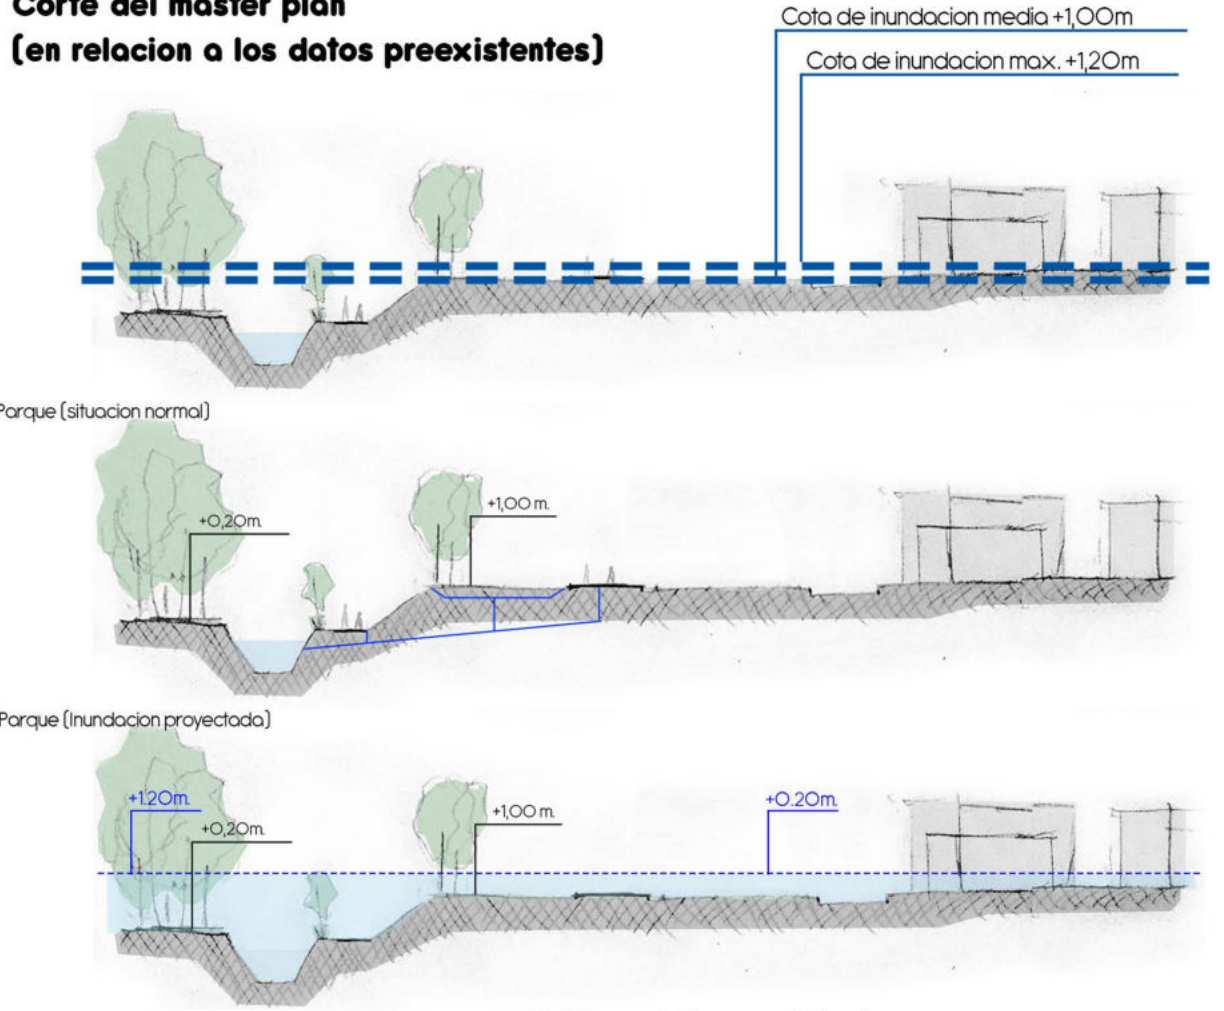 Corte del master plan
(en relacion a los datos preexistentes)
Cota de inundacion media +1,00m
Cota de inundacion max. +1,20m
Parque (situacion normal)
+0,20m.
+1,00 m.
Parque (Inundacion proyectada)
+1.20m.
+0,20m.
+1,00 m.
+0.20m.